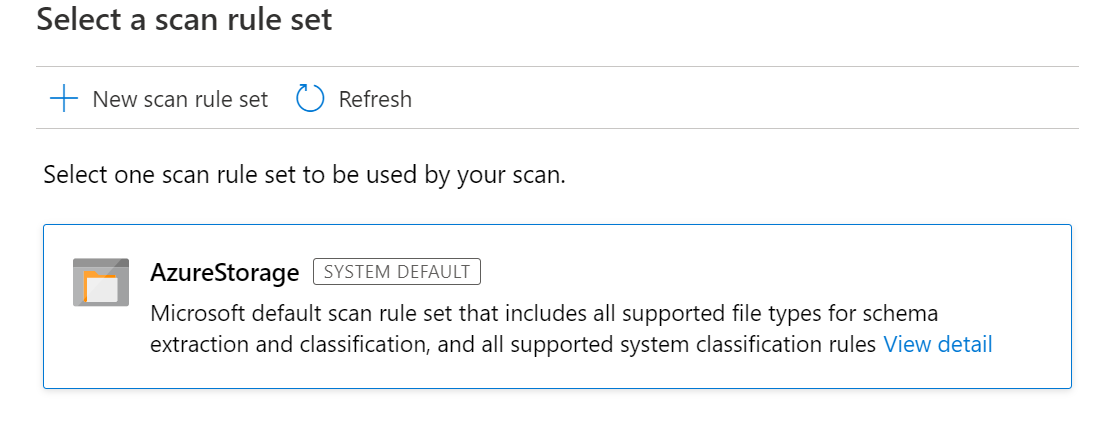 Select a scan rule set
New scan rule set Refresh
Select one scan rule set to be used by your scan.
AzureStorage SYSTEM DEFAULT
Microsoft default scan rule set that includes all supported file types for schema
extraction and classification, and all supported system classification rules View detail